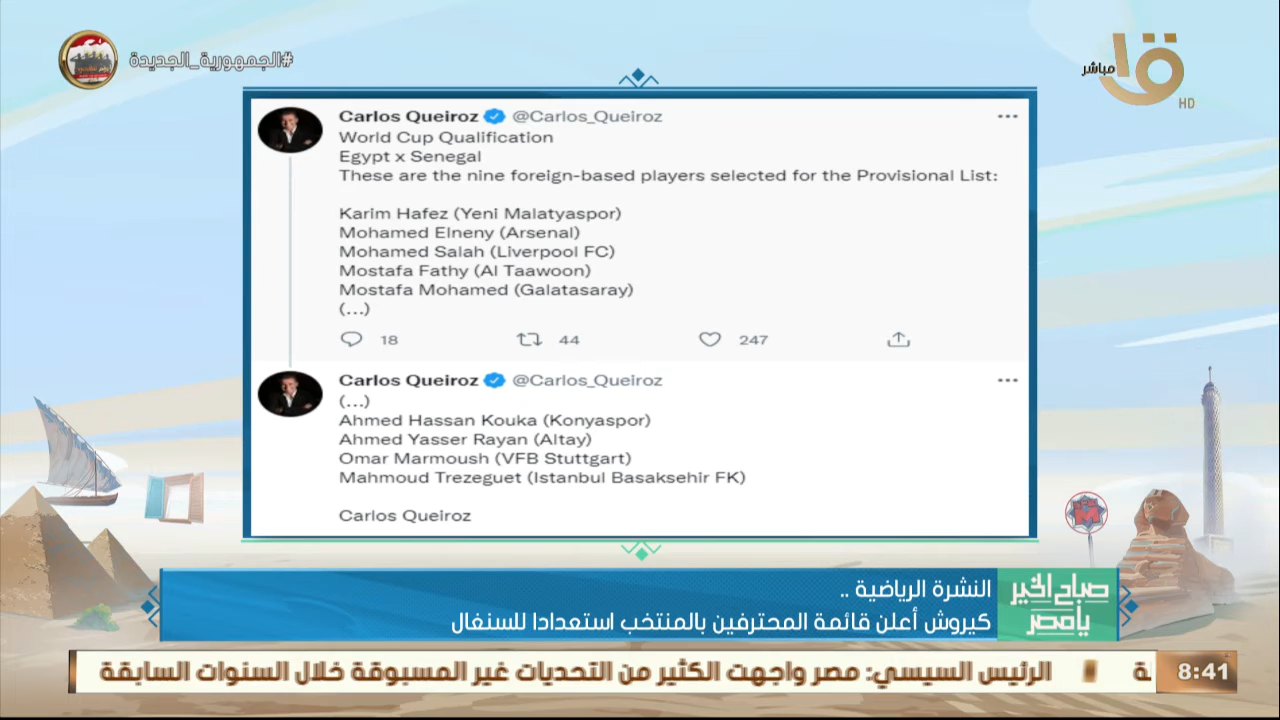 #الجمهورية_الجديدة
مباشر
HD
Carlos Queiroz @Carlos_Queiroz
World Cup Qualification
Egypt x Senegal
These are the nine foreign-based players selected for the Provisional List:
Karim Hafez (Yeni Malatyaspor)
Mohamed Elneny (Arsenal)
Mohamed Salah (Liverpool FC)
Mostafa Fathy (Al Taawoon)
Mostafa Mohamed (Galatasaray)
(...)
18 44 247
Carlos Queiroz @Carlos_Queiroz
(...)
Ahmed Hassan Kouka (Konyaspor)
Ahmed Yasser Rayan (Altay)
Omar Marmoush (VFB Stuttgart)
Mahmoud Trezeguet (Istanbul Basaksehir FK)
Carlos Queiroz
M
صباح الخير
يا مصر
النشرة الرياضية ..
كيروش أعلن قائمة المحترفين بالمنتخب استعدادا للسنغال
الرئيس السيسي: مصر واجهت الكثير من التحديات غير المسبوقة خلال السنوات السابقة
8:41